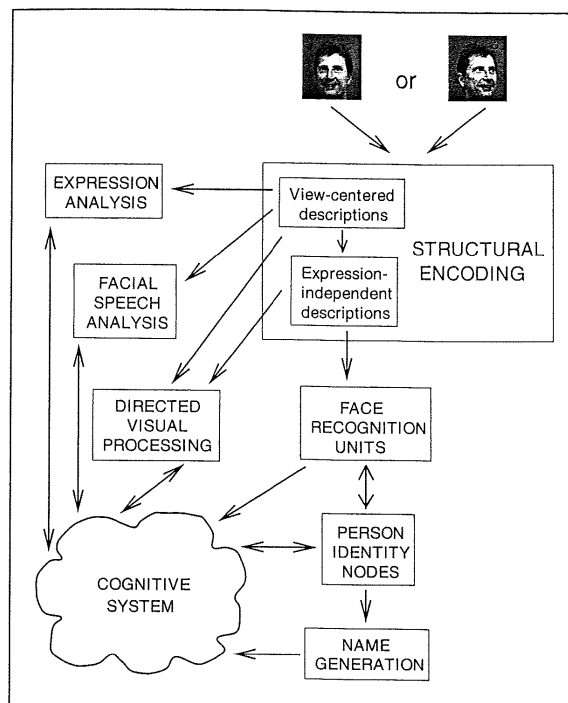 or
EXPRESSION
ANALYSIS
View-centered
descriptions
STRUCTURAL
ENCODING
FACIAL
SPEECH
ANALYSIS
Expression-
independent
descriptions
DIRECTED
VISUAL
PROCESSING
FACE
RECOGNITION
UNITS
COGNITIVE
SYSTEM
PERSON
IDENTITY
NODES
NAME
GENERATION